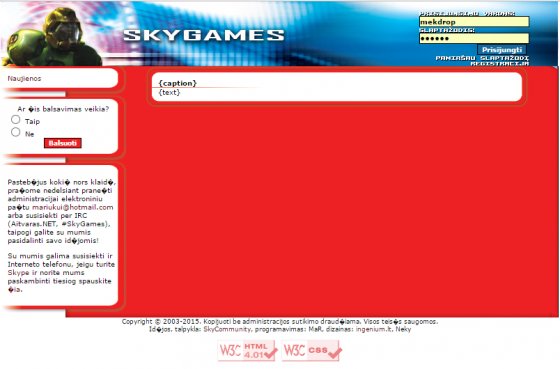 SKYGAMES
PRISIJUNGIMO VARDAS:
mekdrop
SLAPTAŽODIS:
••••••
Prisijungti
PAMIRŠAU SLAPTAŽODĮ
REGISTRACIJA
Naujienos
{caption}
{text}
Ar �is balsavimas veikia?
Taip
Ne
Balsuoti
Pasteb�jus koki� nors klaid�,
pra�ome nedelsiant prane�ti
administracijai elektroniniu
pa�tu mariukui@hotmail.com
arba susisiekti per IRC
(Aitvaras.NET, #SkyGames),
taipogi galite su mumis
pasidalinti savo id�jomis!
Su mumis galima susisiekti ir
Interneto telefonu, jeigu turite
Skype ir norite mums
paskambinti tiesiog spauskite
�ia.
Copyright © 2003-2015. Kopijuoti be administracijos sutikimo draud�iama. Visos teis�s saugomos.
Id�jos, talpykla: SkyCommunity, programavimas: MaR, dizainas: ingenium.lt, Neky
W3C HTML 4.01
W3C CSS